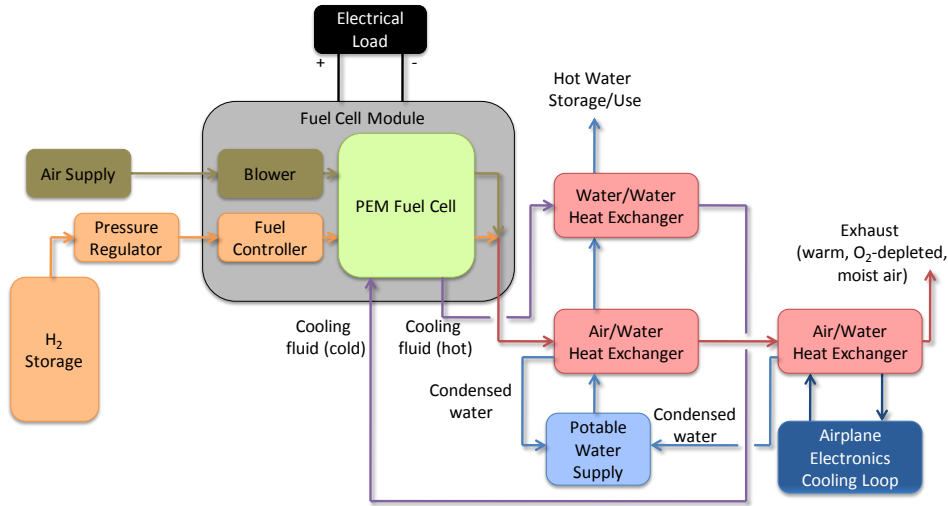 Electrical
Load
+
-
Hot Water
Storage/Use
Fuel Cell Module
Air Supply
Blower
PEM Fuel Cell
Water/Water
Heat Exchanger
Pressure
Regulator
Fuel
Controller
Exhaust
(warm, O₂-depleted,
moist air)
H₂
Storage
Cooling
fluid (cold)
Cooling
fluid (hot)
Air/Water
Heat Exchanger
Air/Water
Heat Exchanger
Condensed
water
Condensed
water
Potable
Water
Supply
Airplane
Electronics
Cooling Loop